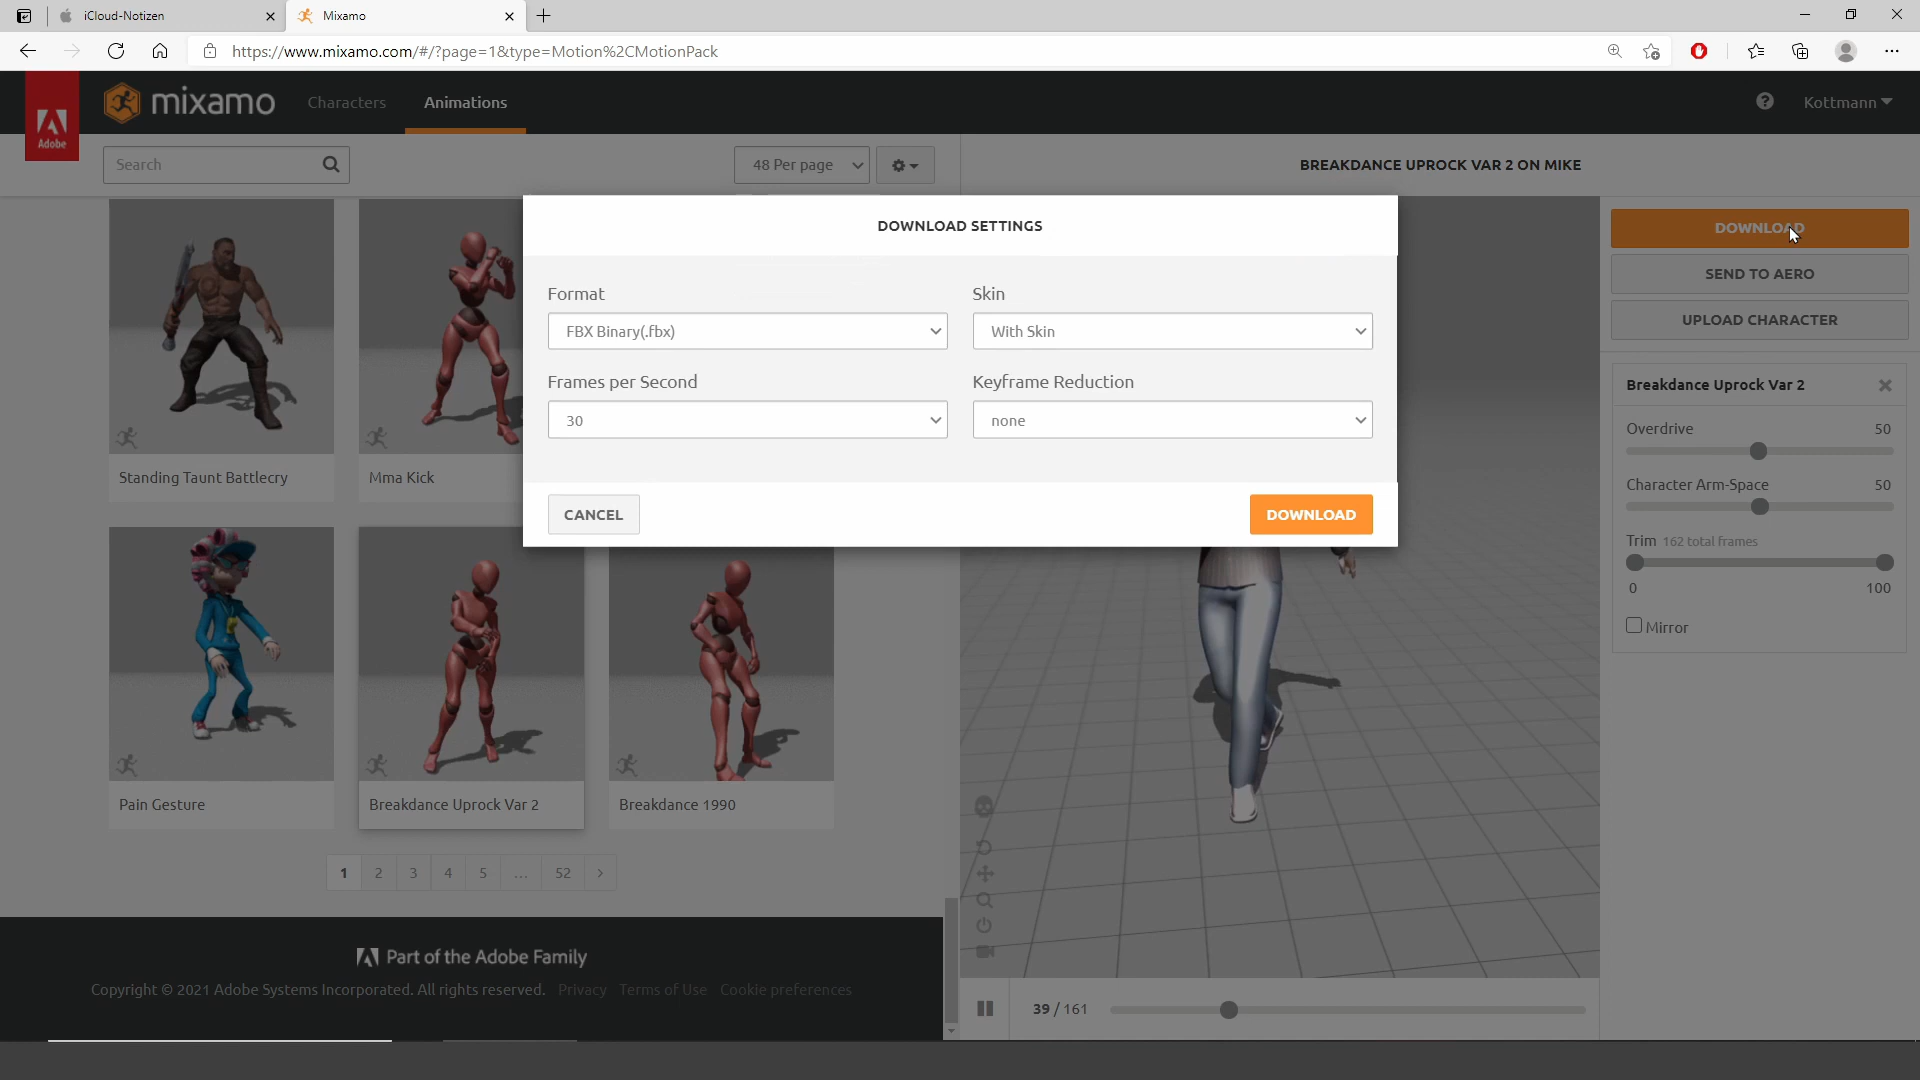 iCloud-Notizen
Mixamo
https://www.mixamo.com/#/?page=1&type=Motion%2CMotionPack
Adobe
mixamo
Characters
Animations
Kottmann
Search
48 Per page
BREAKDANCE UPROCK VAR 2 ON MIKE
DOWNLOAD SETTINGS
Format
Skin
FBX Binary(.fbx)
With Skin
Frames per Second
Keyframe Reduction
30
none
CANCEL
DOWNLOAD
DOWNLOAD
SEND TO AERO
UPLOAD CHARACTER
Breakdance Uprock Var 2
Overdrive 50
Character Arm-Space 50
Trim 162 total frames
0 100
Mirror
Standing Taunt Battlecry
Mma Kick
Pain Gesture
Breakdance Uprock Var 2
Breakdance 1990
1 2 3 4 5 ... 52 >
Part of the Adobe Family
Copyright © 2021 Adobe Systems Incorporated. All rights reserved. Privacy Terms of Use Cookie preferences
39 / 161